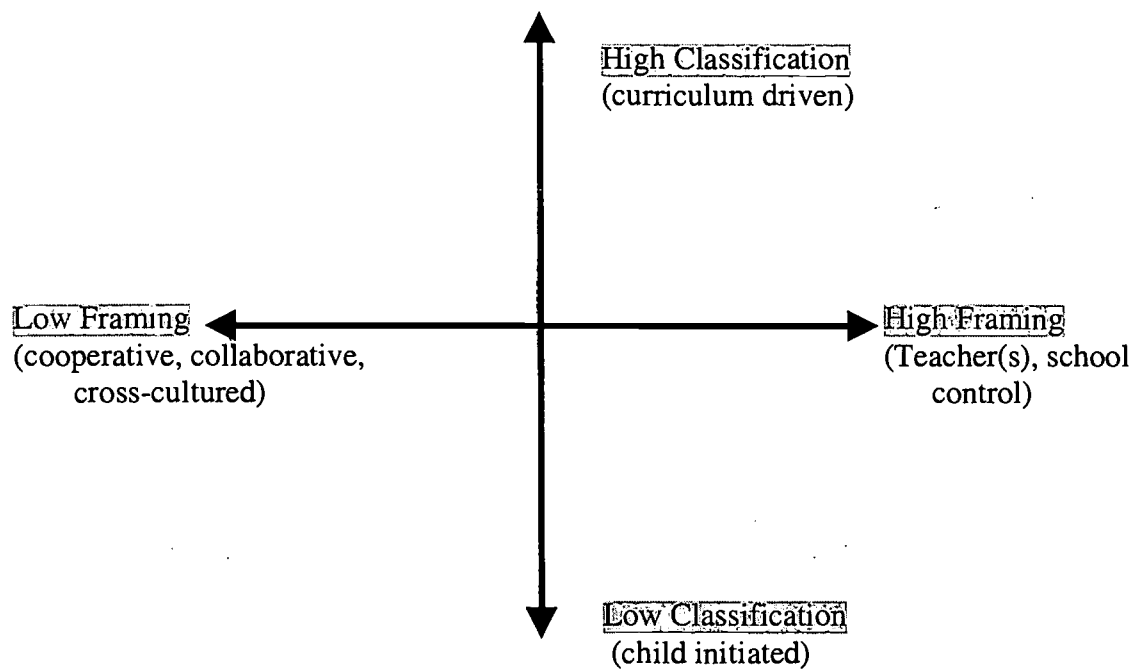 High Classification
(curriculum driven)
Low Framing
(cooperative, collaborative,
cross-cultured)
High Framing
(Teacher(s), school
control)
Low Classification
(child initiated)